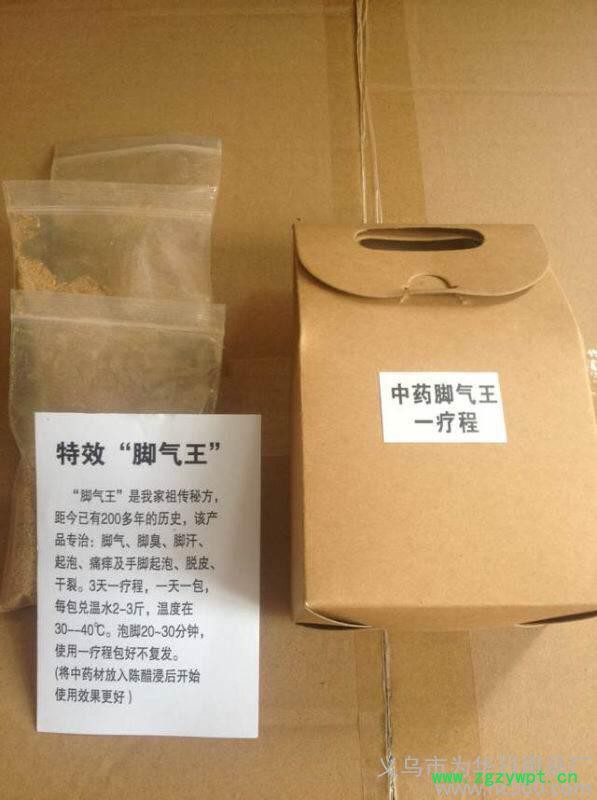 中药脚气王
一疗程
特效“脚气王”
“脚气王”是我家祖传秘方，
距今已有200多年的历史，该产
品专治：脚气、脚臭、脚汗、
起泡、痛痒及手脚起泡、脱皮、
干裂。3天一疗程，一天一包，
每包兑温水2-3斤，温度在
30--40℃。泡脚20~30分钟，
使用一疗程包好不复发。
(将中药材放入陈醋浸后开始
使用效果更好)
义乌市为华
www.zgzywpt.cn